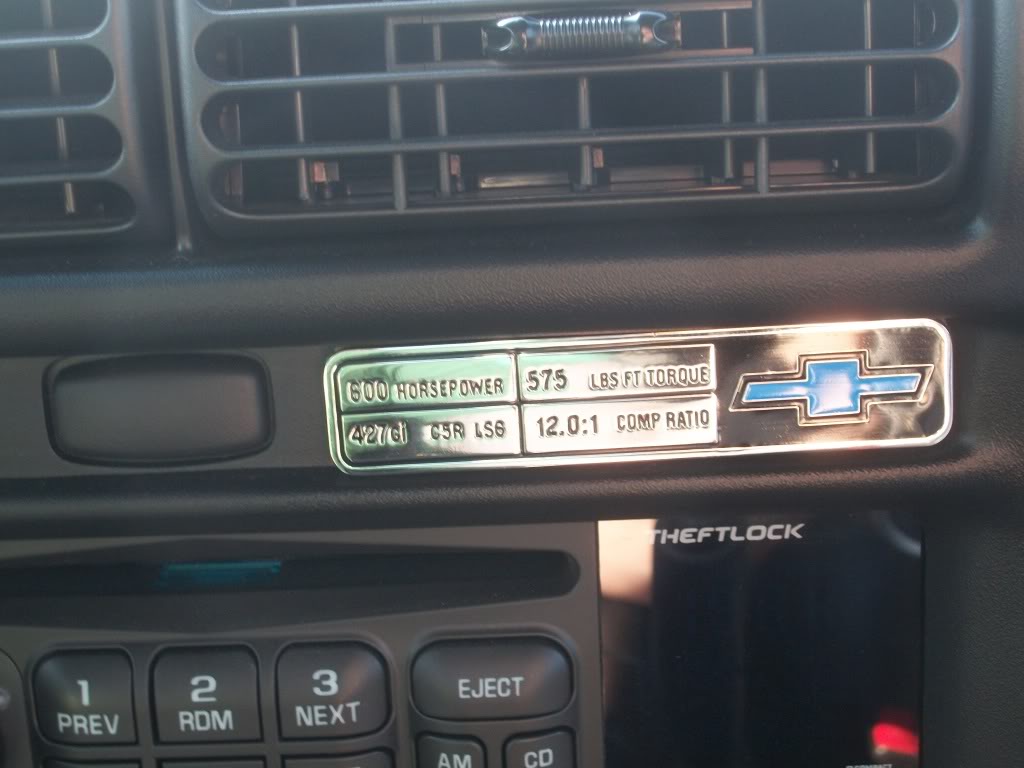 600 HORSEPOWER 575 LBS FT TORQUE
427ci C5R LS6 12.0:1 COMP RATIO
THEFTLOCK
1 2 3
PREV RDM NEXT EJECT
AM CD